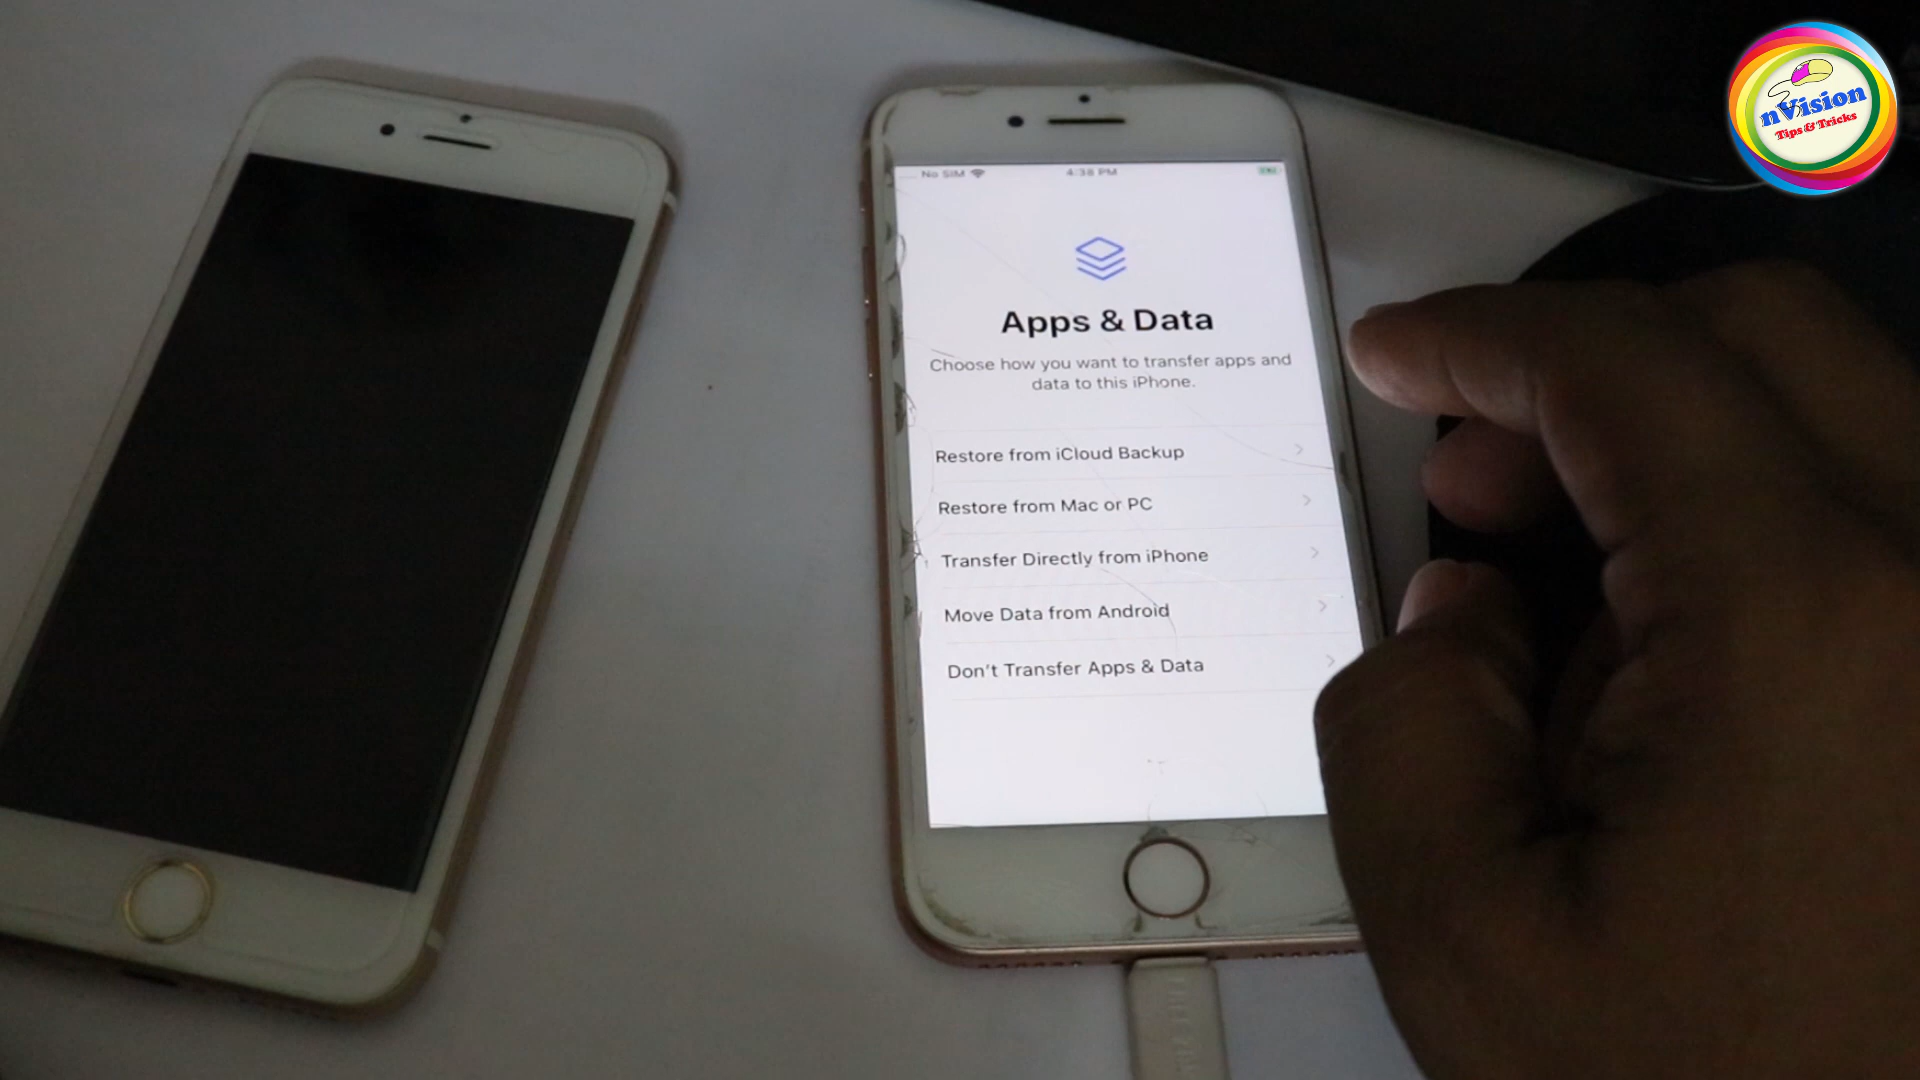 nVision
Tips & Tricks
No SIM
4:38 PM
Apps & Data
Choose how you want to transfer apps and
data to this iPhone.
Restore from iCloud Backup
Restore from Mac or PC
Transfer Directly from iPhone
Move Data from Android
Don't Transfer Apps & Data